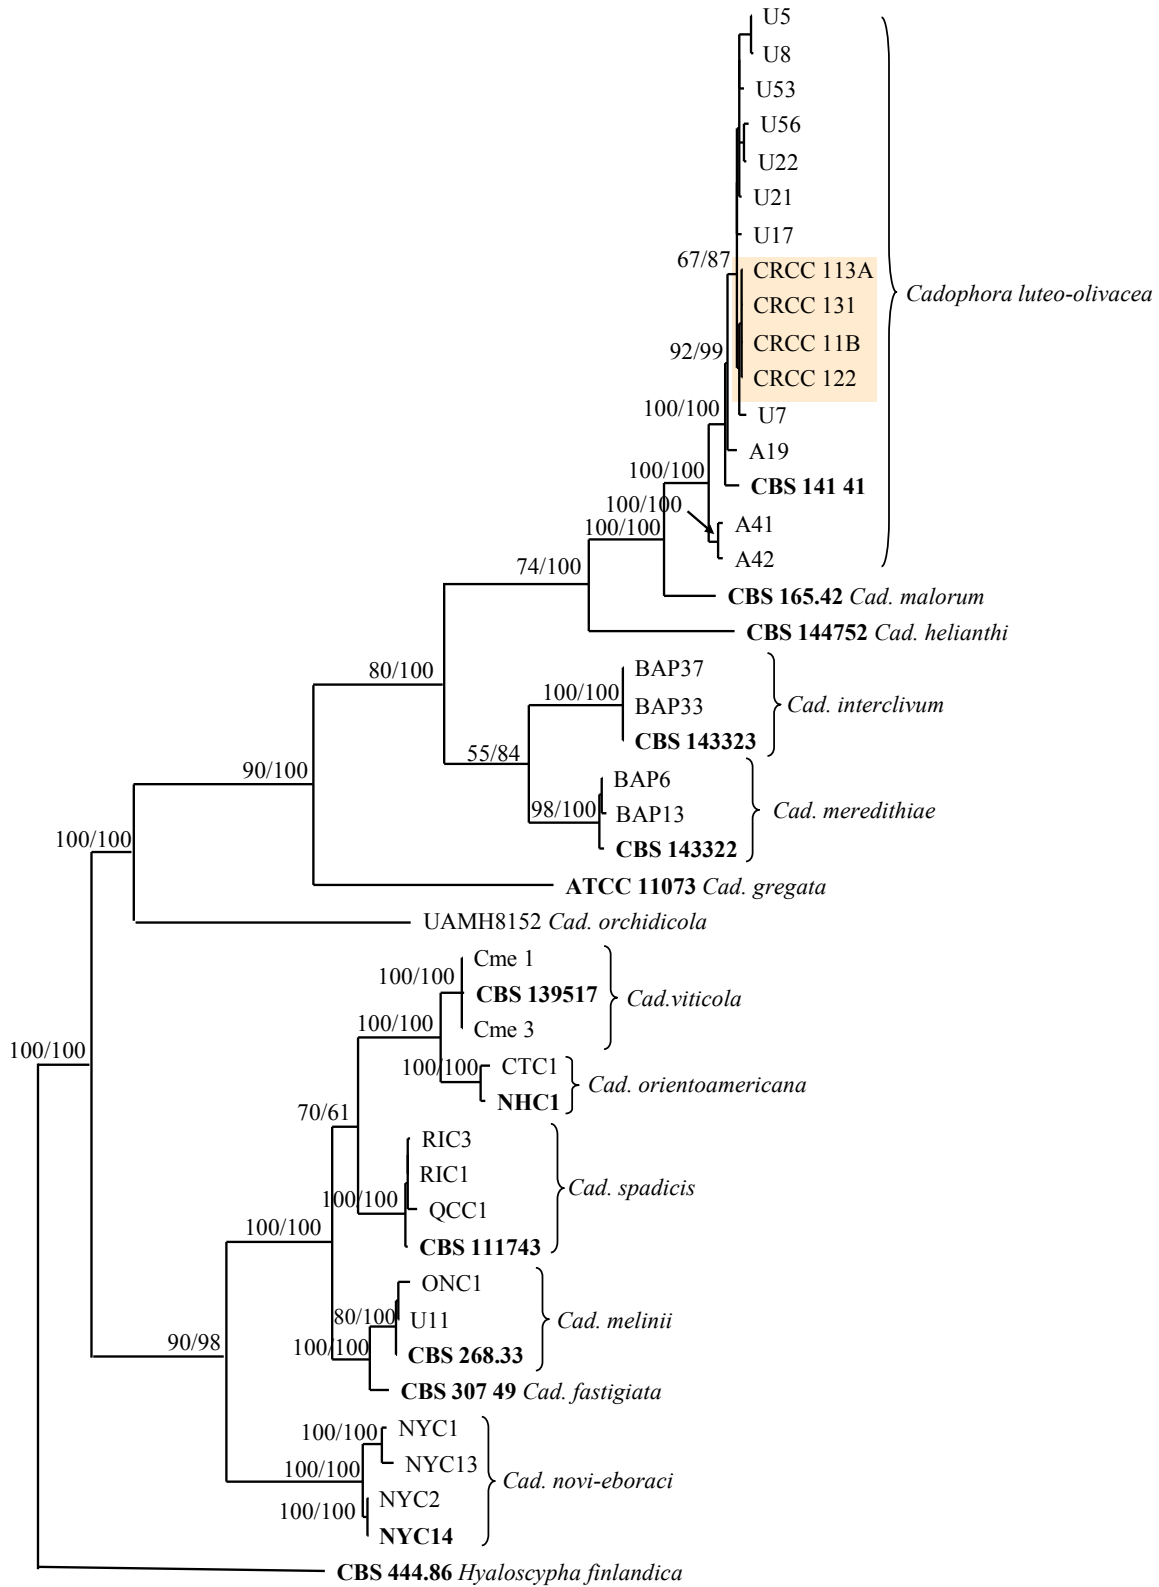 U5
U8
U53
U56
U22
U21
U17
67/87
CRCC 113A
Cadophora luteo-olivacea
CRCC 131
CRCC 11B
92/99
CRCC 122
100/100
U7
A19
100/100
CBS 141 41
100/100
A41
100/100
A42
74/100
CBS 165.42 Cad. malorum
CBS 144752 Cad. helianthi
80/100
BAP37
100/100
BAP33
Cad. interclivum
CBS 143323
55/84
90/100
BAP6
98/100
BAP13
Cad. meredithiae
100/100
CBS 143322
ATCC 11073 Cad. gregata
UAMH8152 Cad. orchidicola
Cme 1
100/100
CBS 139517
Cad.viticola
100/100
Cme 3
100/100
100/100
CTC1
Cad. orientoamericana
NHC1
70/61
RIC3
RIC1
100/100
Cad. spadicis
QCC1
100/100
CBS 111743
ONC1
80/100
U11
Cad. melinii
90/98
100/100
CBS 268.33
CBS 307 49 Cad. fastigiata
100/100
NYC1
100/100
NYC13
Cad. novi-eboraci
100/100
NYC2
NYC14
CBS 444.86 Hyaloscypha finlandica